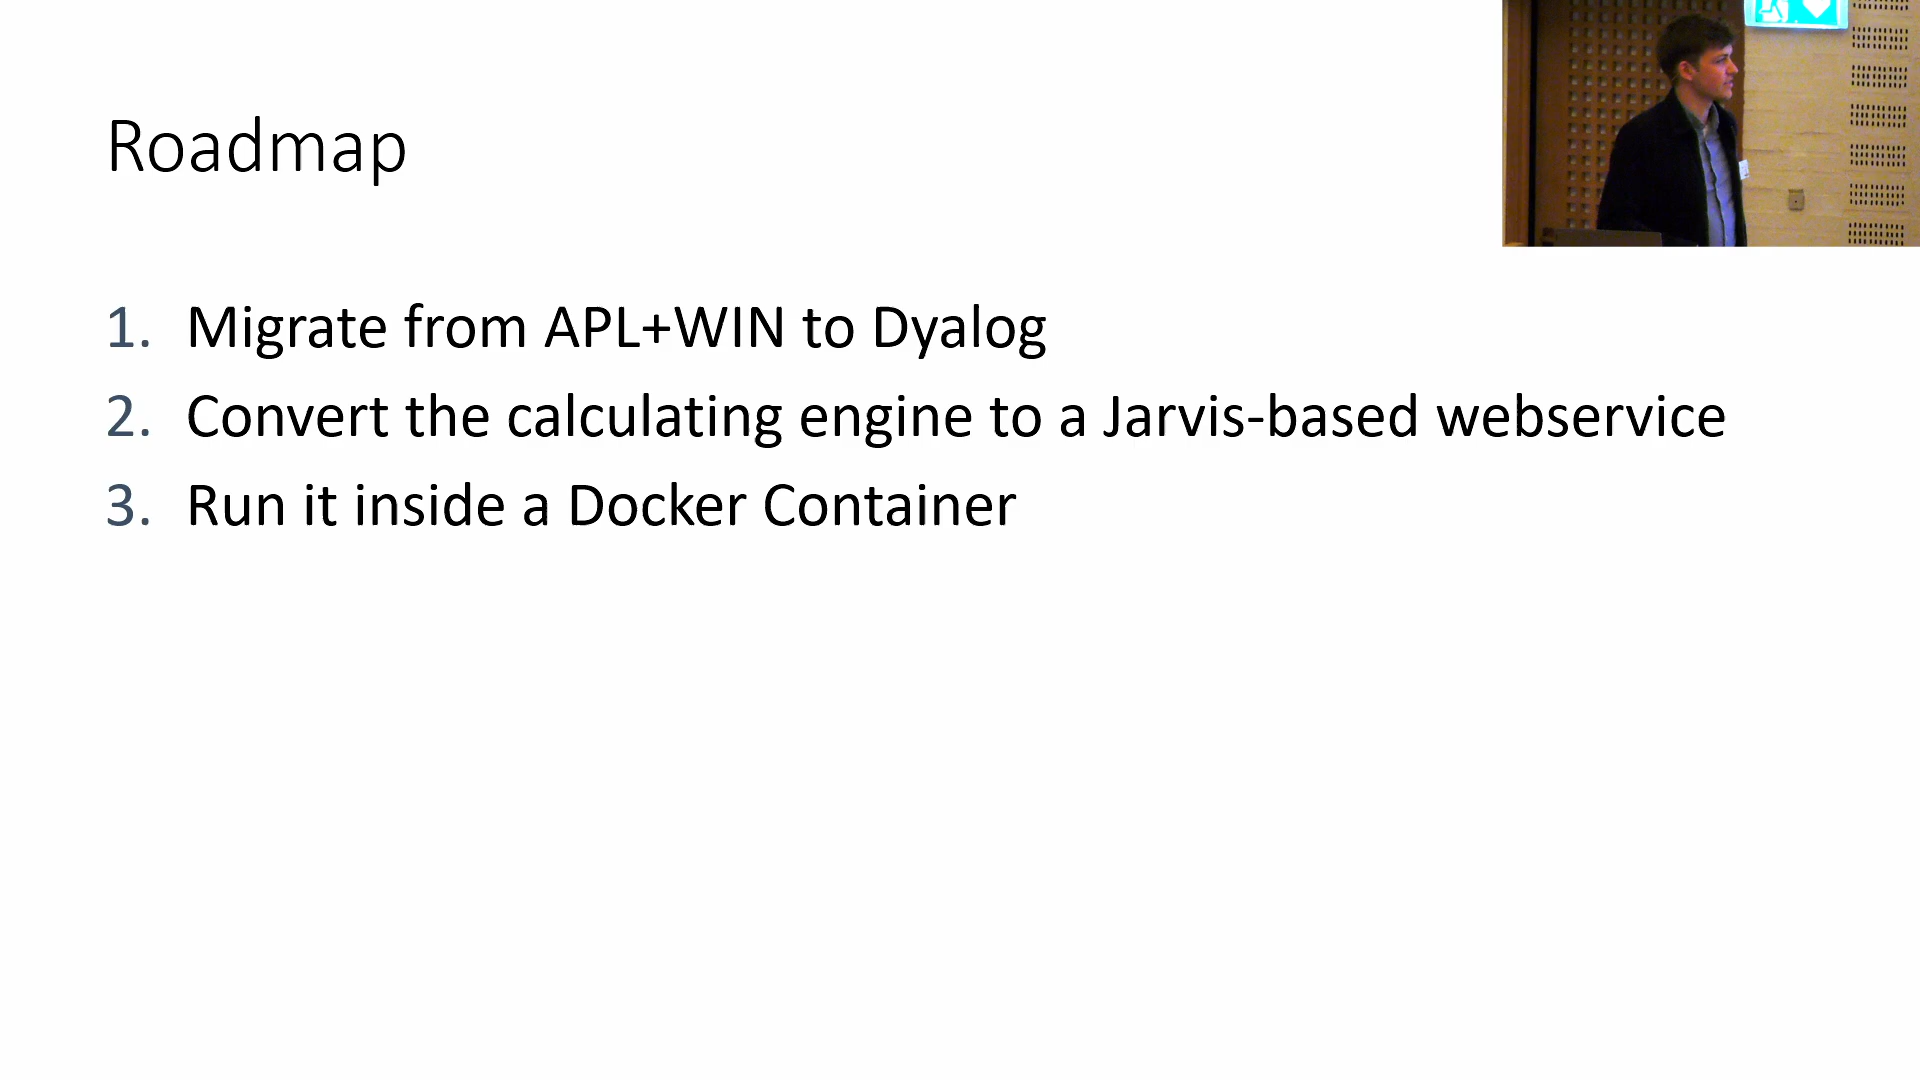 Roadmap
1. Migrate from APL+WIN to Dyalog
2. Convert the calculating engine to a Jarvis-based webservice
3. Run it inside a Docker Container